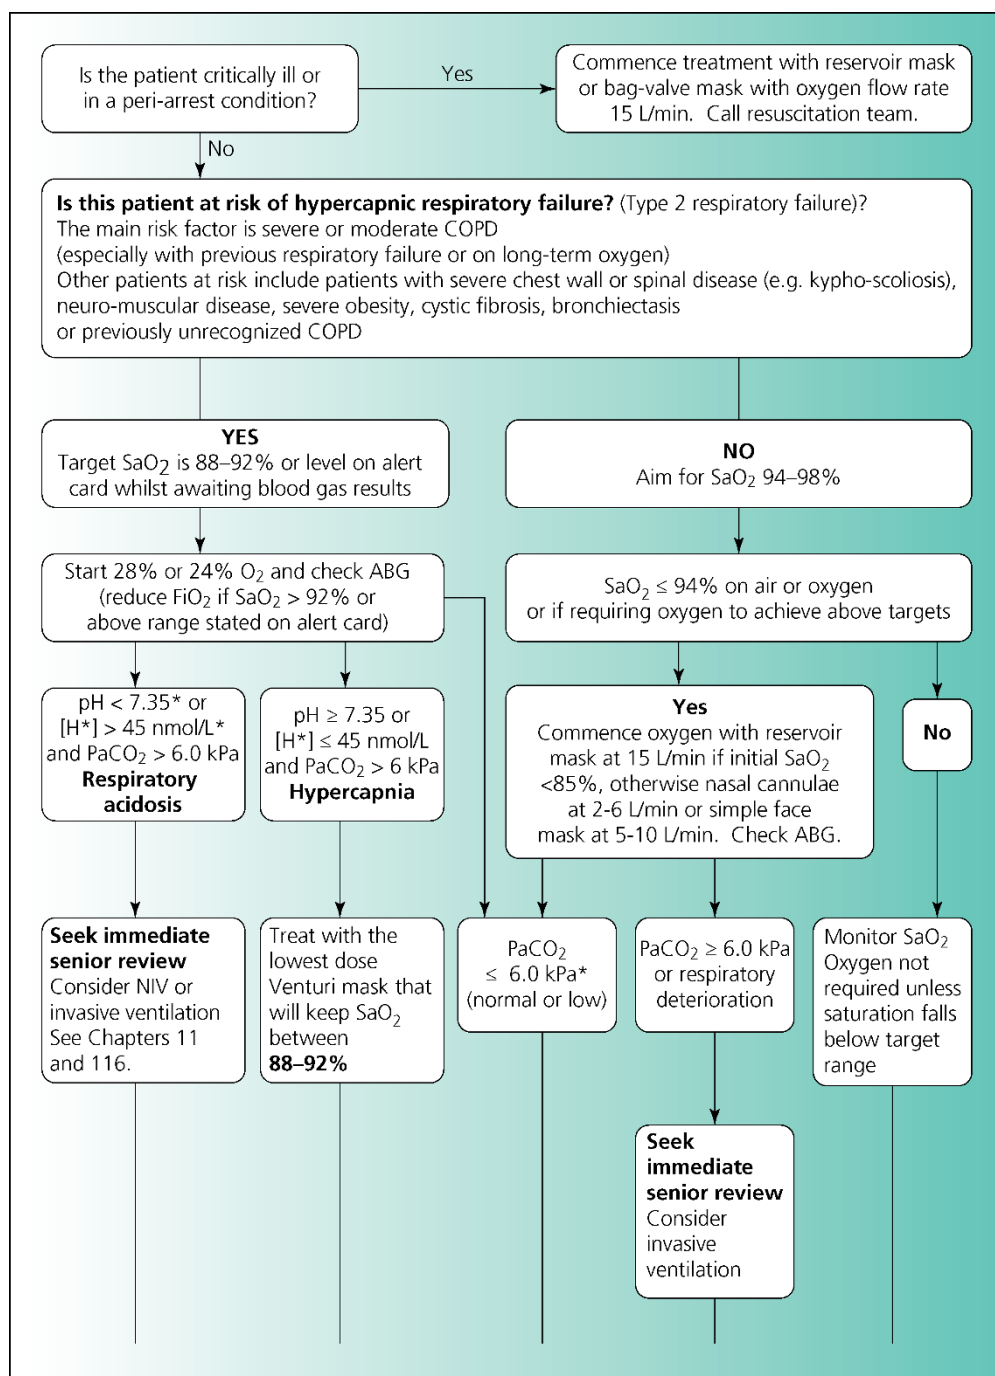 Is the patient critically ill or
in a peri-arrest condition?
Yes
Commence treatment with reservoir mask
or bag-valve mask with oxygen flow rate
15 L/min. Call resuscitation team.
No
Is this patient at risk of hypercapnic respiratory failure? (Type 2 respiratory failure)?
The main risk factor is severe or moderate COPD
(especially with previous respiratory failure or on long-term oxygen)
Other patients at risk include patients with severe chest wall or spinal disease (e.g. kypho-scoliosis),
neuro-muscular disease, severe obesity, cystic fibrosis, bronchiectasis
or previously unrecognized COPD
YES
Target SaO2 is 88–92% or level on alert
card whilst awaiting blood gas results
NO
Aim for SaO2 94–98%
Start 28% or 24% O2 and check ABG
(reduce FiO2 if SaO2 > 92% or
above range stated on alert card)
SaO2 ≤ 94% on air or oxygen
or if requiring oxygen to achieve above targets
pH < 7.35* or
[H*] > 45 nmol/L*
and PaCO2 > 6.0 kPa
Respiratory
acidosis
pH ≥ 7.35 or
[H*] ≤ 45 nmol/L
and PaCO2 > 6 kPa
Hypercapnia
Yes
Commence oxygen with reservoir
mask at 15 L/min if initial SaO2
<85%, otherwise nasal cannulae
at 2-6 L/min or simple face
mask at 5-10 L/min. Check ABG.
No
Seek immediate
senior review
Consider NIV or
invasive ventilation
See Chapters 11
and 116.
Treat with the
lowest dose
Venturi mask that
will keep SaO2
between
88–92%
PaCO2
≤ 6.0 kPa*
(normal or low)
PaCO2 ≥ 6.0 kPa
or respiratory
deterioration
Monitor SaO2
Oxygen not
required unless
saturation falls
below target
range
Seek
immediate
senior review
Consider
invasive
ventilation